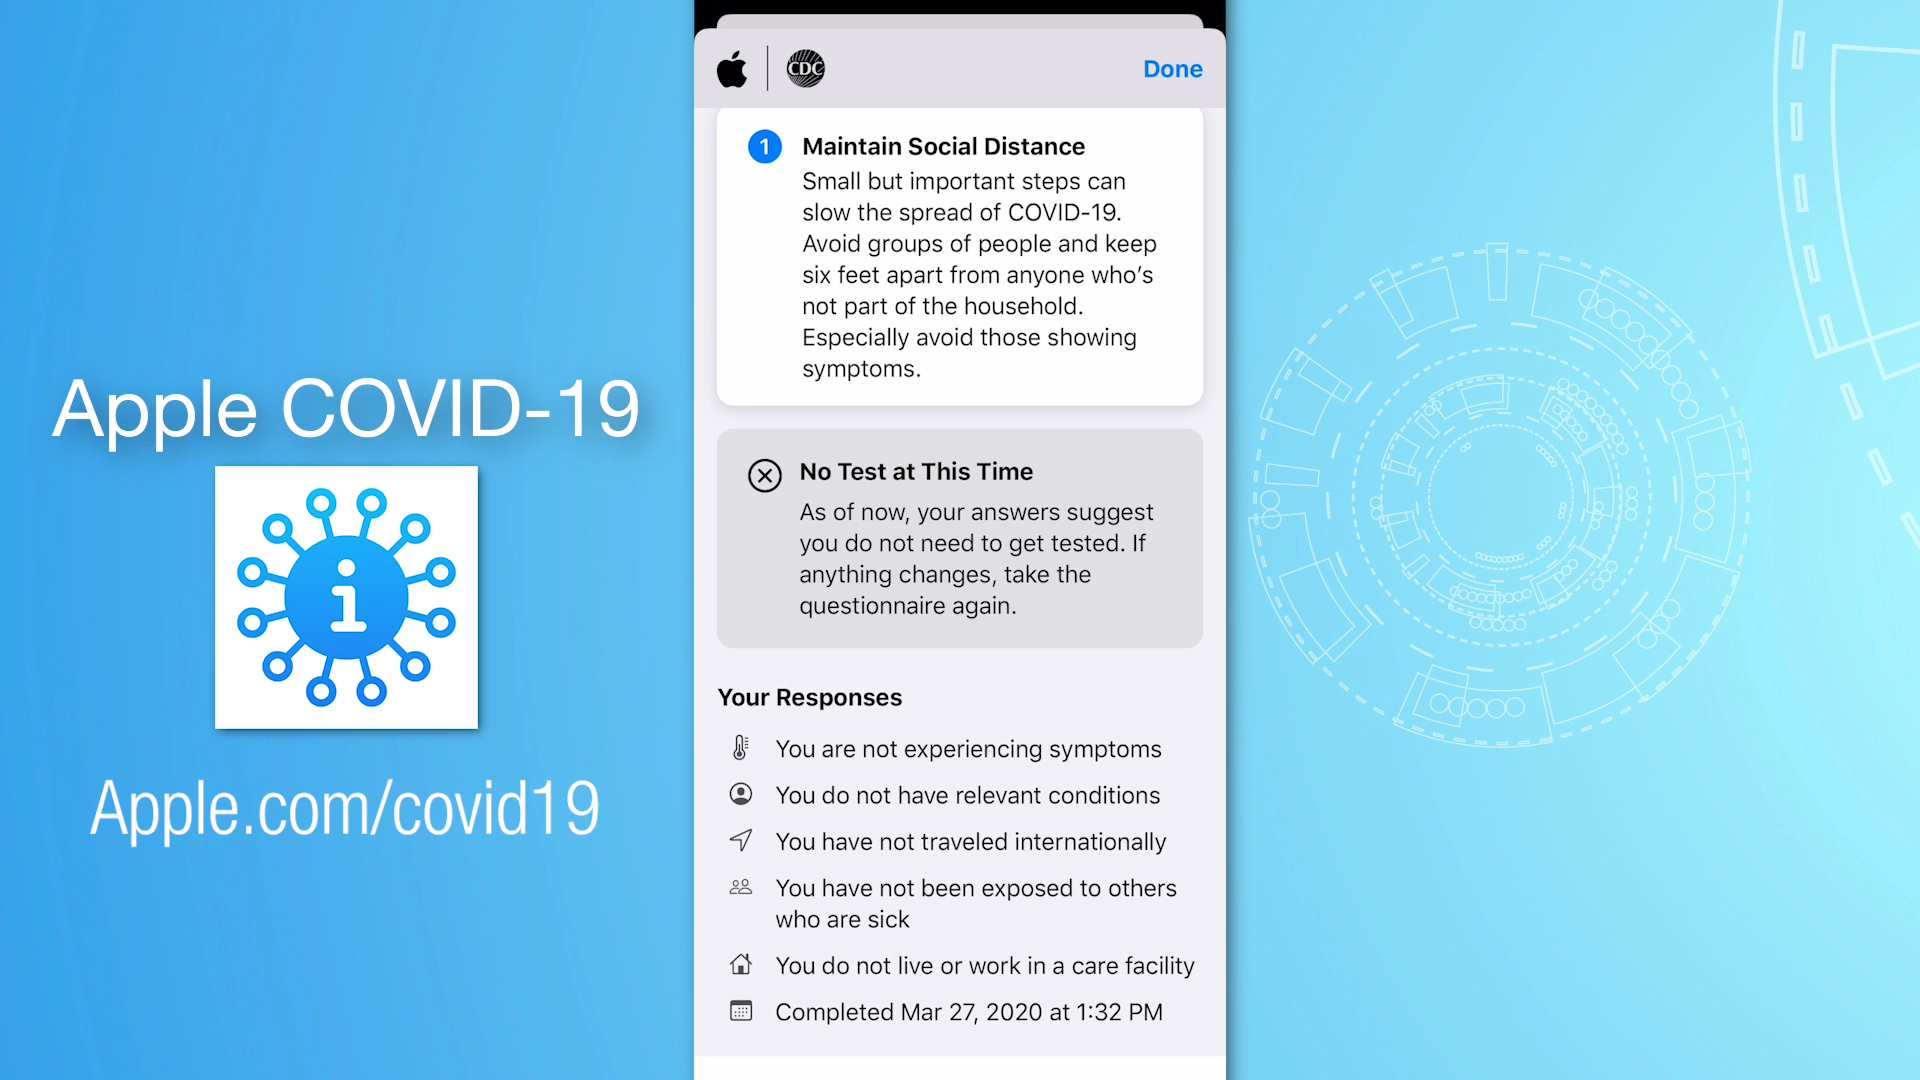 Apple COVID-19
i
Apple.com/covid19
CDC
Done
1
Maintain Social Distance
Small but important steps can
slow the spread of COVID-19.
Avoid groups of people and keep
six feet apart from anyone who's
not part of the household.
Especially avoid those showing
symptoms.
No Test at This Time
As of now, your answers suggest
you do not need to get tested. If
anything changes, take the
questionnaire again.
Your Responses
You are not experiencing symptoms
You do not have relevant conditions
You have not traveled internationally
You have not been exposed to others
who are sick
You do not live or work in a care facility
Completed Mar 27, 2020 at 1:32 PM